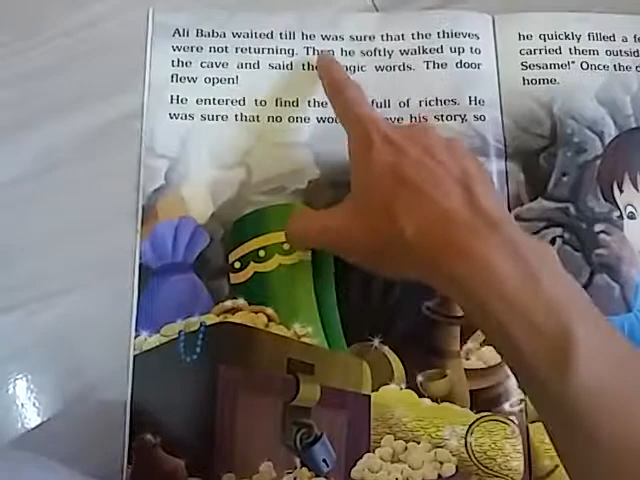 Ali Baba waited till he was sure that the thieves
were not returning. Then he softly walked up to
the cave and said the magic words. The door
flew open!
He entered to find the full of riches. He
was sure that no one his story, so
he quickly filled a
carried them outsid
Sesame!" Once the
home.